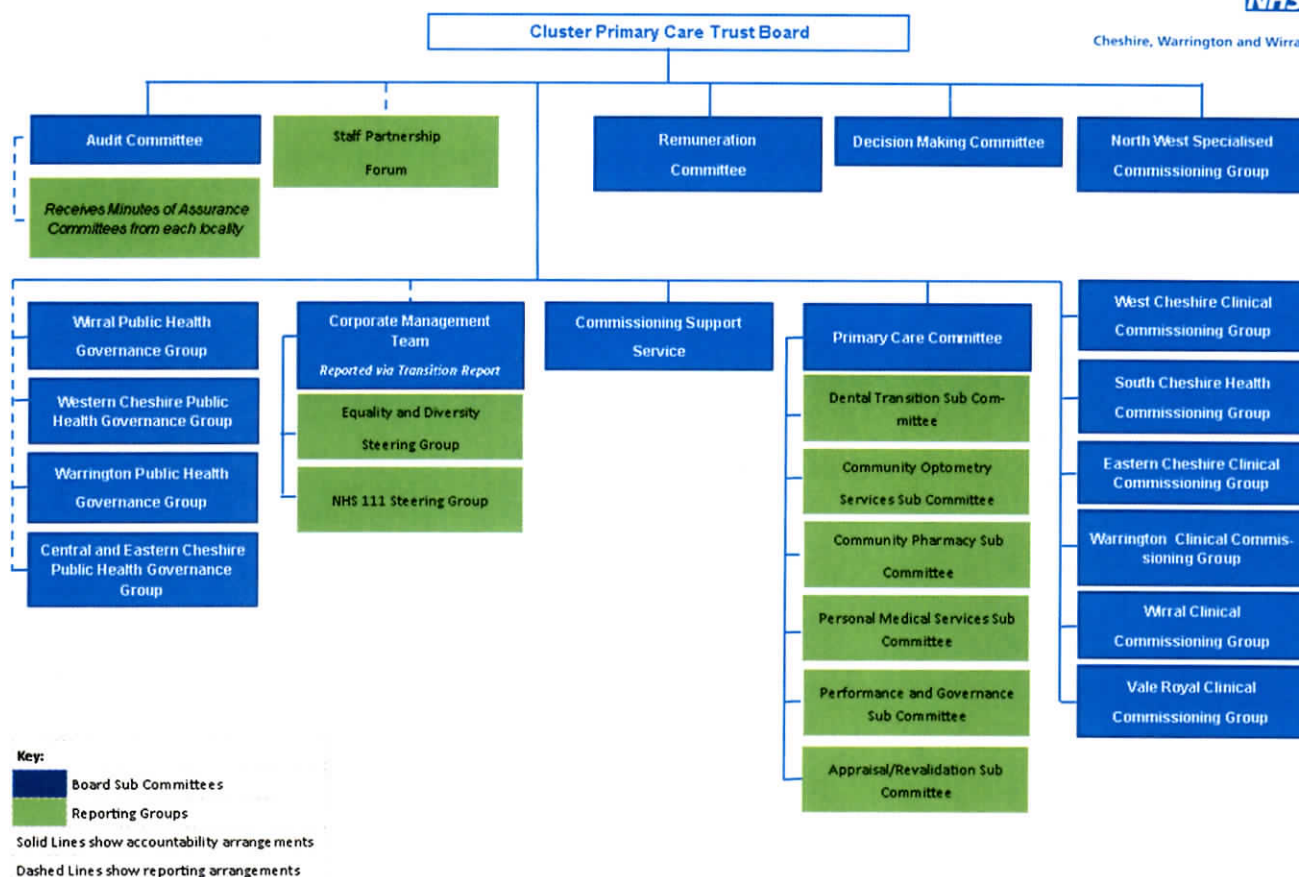 NHS
Cluster Primary Care Trust Board
Cheshire, Warrington and Wirra
Audit Committee
Staff Partnership
Forum
Remuneration
Committee
Decision Making Committee
North West Specialised
Commissioning Group
Receives Minutes of Assurance
Committees from each locality
Wirral Public Health
Governance Group
Western Cheshire Public
Health Governance Group
Warrington Public Health
Governance Group
Central and Eastern Cheshire
Public Health Governance
Group
Corporate Management
Team
Reported via Transition Report
Equality and Diversity
Steering Group
NHS 111 Steering Group
Commissioning Support
Service
Primary Care Committee
Dental Transition Sub Com-
mittee
Community Optometry
Services Sub Committee
Community Pharmacy Sub
Committee
Personal Medical Services Sub
Committee
Performance and Governance
Sub Committee
Appraisal/Revalidation Sub
Committee
West Cheshire Clinical
Commissioning Group
South Cheshire Health
Commissioning Group
Eastern Cheshire Clinical
Commissioning Group
Warrington Clinical Commis-
sioning Group
Wirral Clinical
Commissioning Group
Vale Royal Clinical
Commissioning Group
Key:
Board Sub Committees
Reporting Groups
Solid Lines show accountability arrangements
Dashed Lines show reporting arrangements